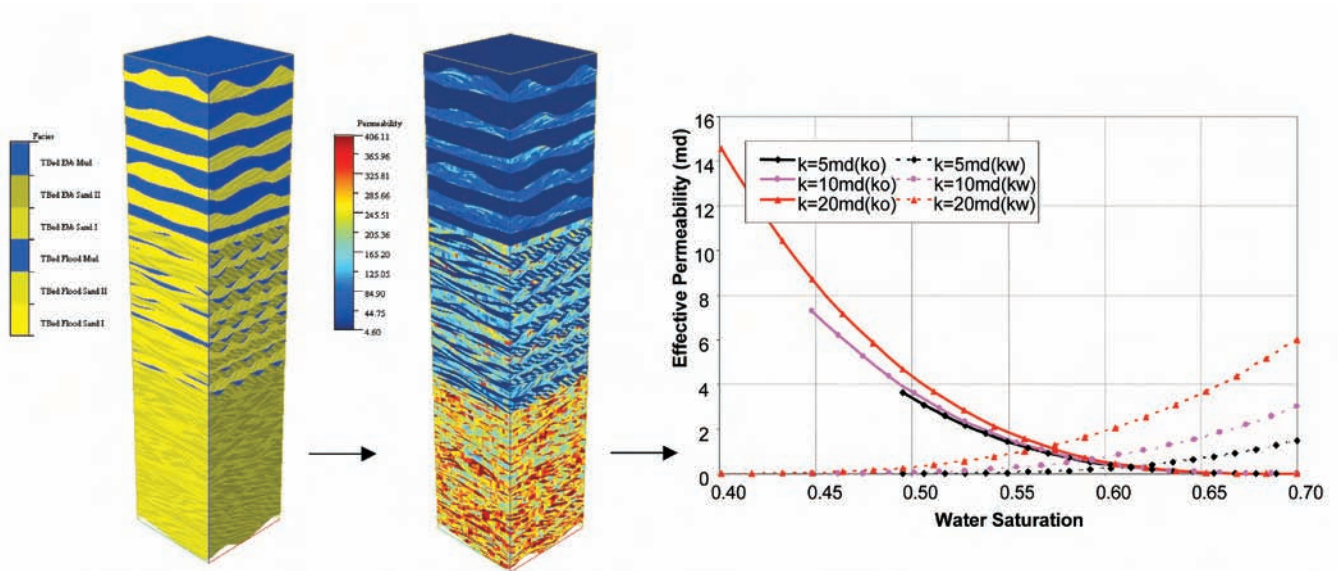 Facies
TBed Ebb Mud
TBed Ebb Sand II
TBed Ebb Sand I
TBed Flood Mud
TBed Flood Sand II
TBed Flood Sand I
Permeability
406.11
365.96
325.81
285.66
245.51
205.36
165.20
125.05
84.90
44.75
4.60
Effective Permeability (md)
16
14
12
10
8
6
4
2
0
k=5md(ko) k=5md(kw)
k=10md(ko) k=10md(kw)
k=20md(ko) k=20md(kw)
0.40 0.45 0.50 0.55 0.60 0.65 0.70
Water Saturation